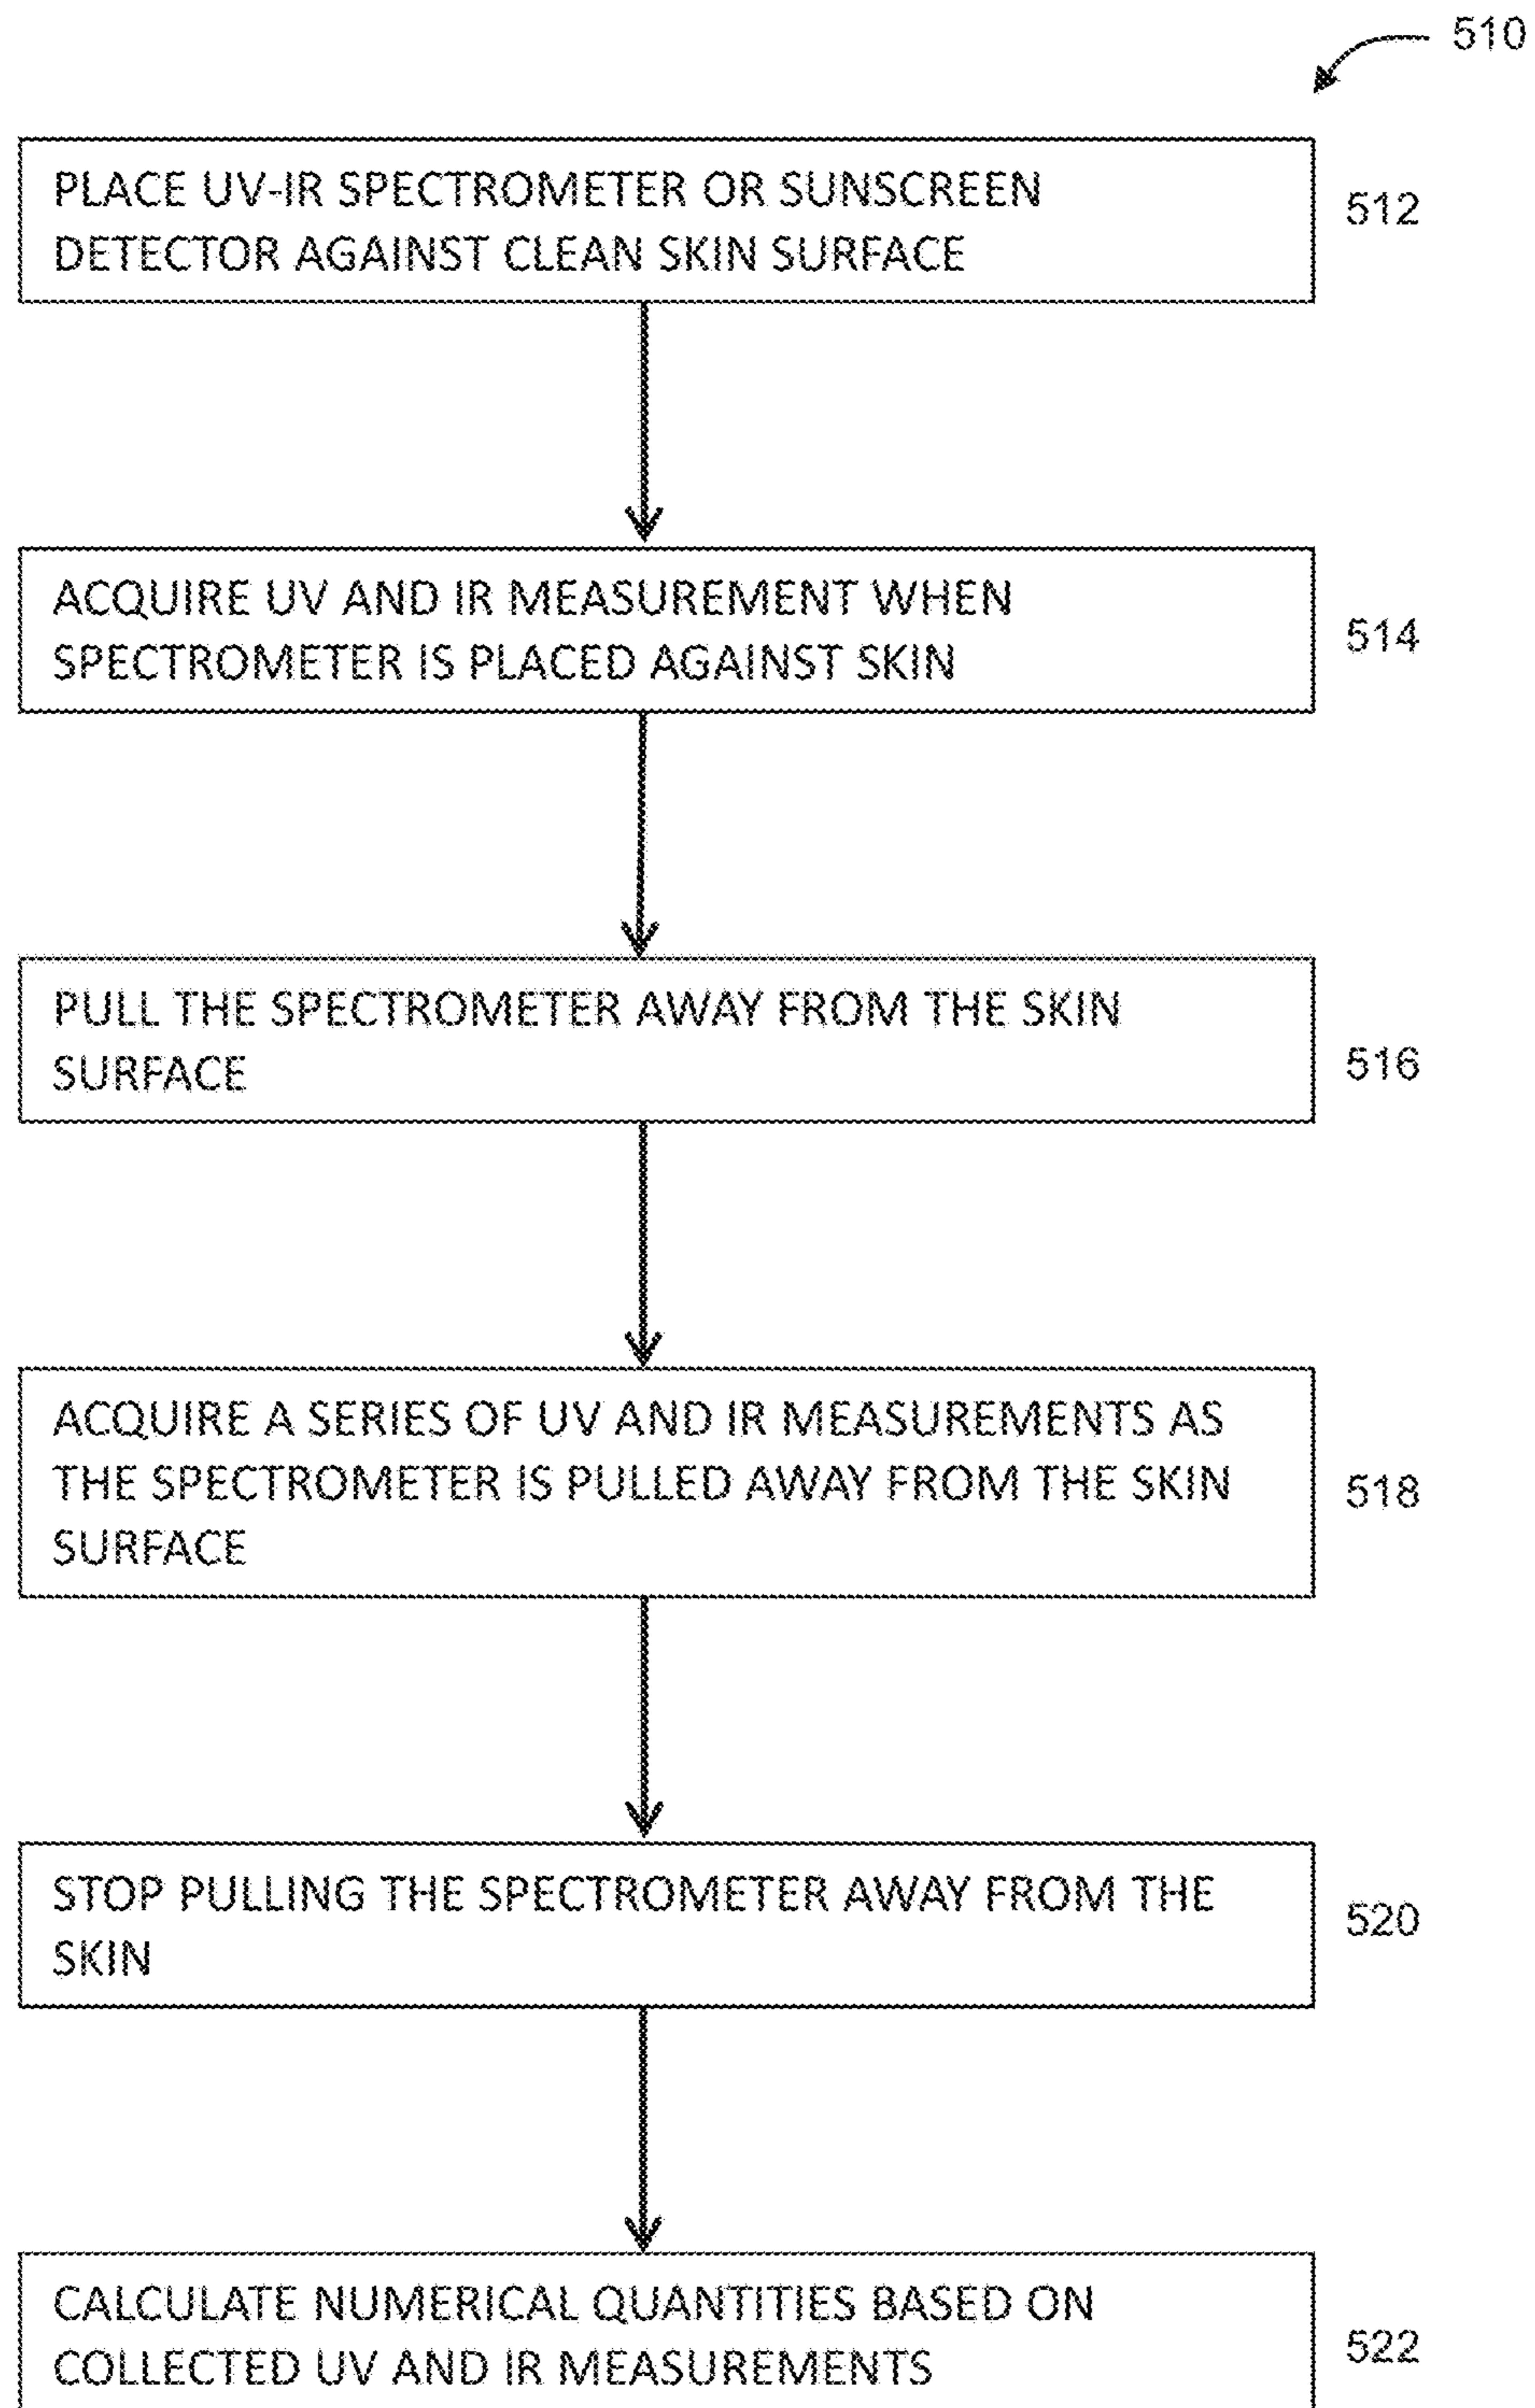 510
PLACE UV-IR SPECTROMETER OR SUNSCREEN
DETECTOR AGAINST CLEAN SKIN SURFACE
512
ACQUIRE UV AND IR MEASUREMENT WHEN
SPECTROMETER IS PLACED AGAINST SKIN
514
PULL THE SPECTROMETER AWAY FROM THE SKIN
SURFACE
516
ACQUIRE A SERIES OF UV AND IR MEASUREMENTS AS
THE SPECTROMETER IS PULLED AWAY FROM THE SKIN
SURFACE
518
STOP PULLING THE SPECTROMETER AWAY FROM THE
SKIN
520
CALCULATE NUMERICAL QUANTITIES BASED ON
COLLECTED UV AND IR MEASUREMENTS
522